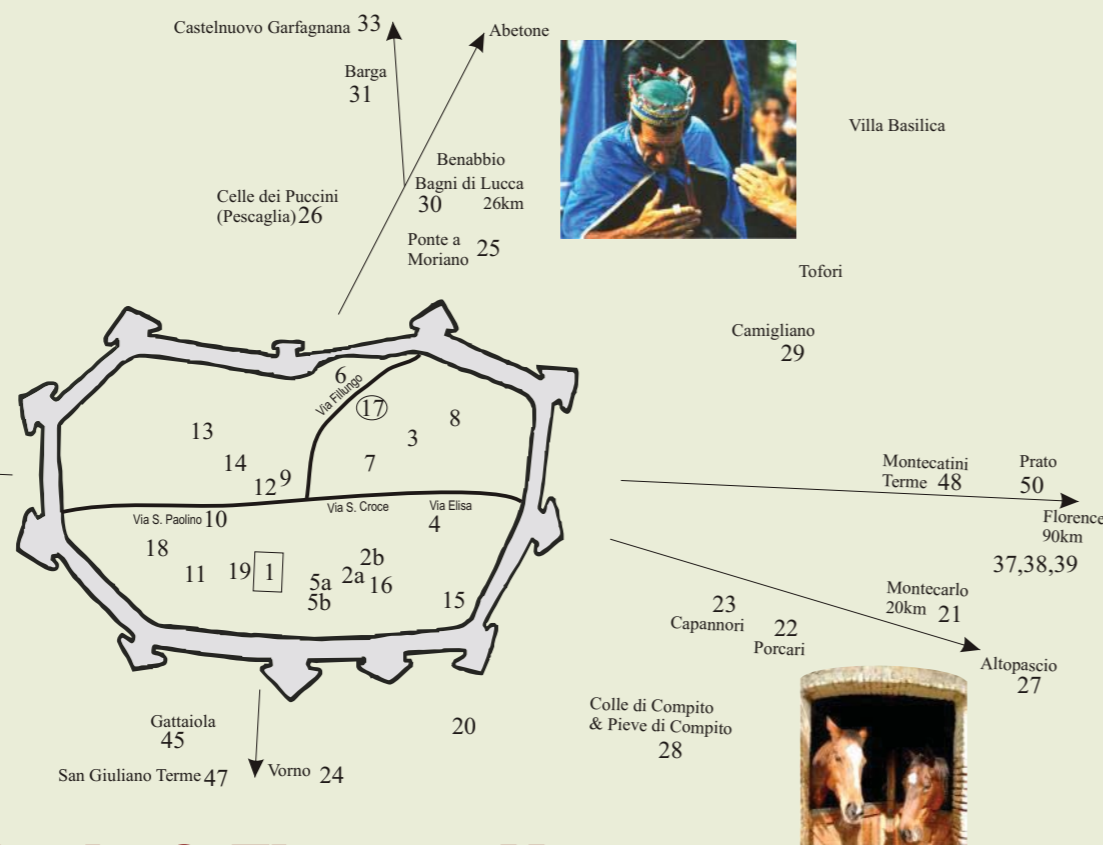 Castelnuovo Garfagnana 33
Abetone
Barga
31
Villa Basilica
Benabbio
Bagni di Lucca
30 26km
Celle dei Puccini
(Pescaglia) 26
Ponte a
Moriano 25
Tofori
Camigliano
29
6
Via Fillungo
17
8
13
3
14
7
9
12
Via S. Croce
Via Elisa
Via S. Paolino 10
4
18
2b
11
19
1
5a
2a
16
5b
15
Montecatini
Terme 48
Prato
50
Florence
90km
37,38,39
Montecarlo
20km 21
23
Capannori
22
Porcari
Altopascio
27
Colle di Compito
& Pieve di Compito
28
20
Gattaiola
45
San Giuliano Terme 47
Vorno 24